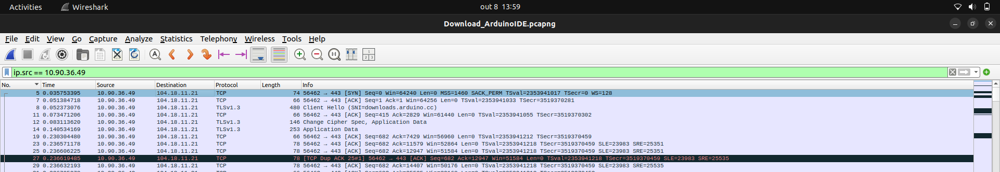 Activities Wireshark out 8 13:59
Download_ArduinoIDE.pcapng
File Edit View Go Capture Analyze Statistics Telephony Wireless Tools Help
ip.src == 10.90.36.49
No. Time Source Destination Protocol Length Info
5 0.035753395 10.90.36.49 104.18.11.21 TCP 74 56462 → 443 [SYN] Seq=0 Win=64240 Len=0 MSS=1460 SACK_PERM TSval=2353941017 TSecr=0 WS=128
7 0.051384718 10.90.36.49 104.18.11.21 TCP 66 56462 → 443 [ACK] Seq=1 Ack=1 Win=64256 Len=0 TSval=2353941033 TSecr=3519370281
8 0.052373076 10.90.36.49 104.18.11.21 TLSv1.3 480 Client Hello (SNI=downloads.arduino.cc)
11 0.073471206 10.90.36.49 104.18.11.21 TCP 66 56462 → 443 [ACK] Seq=415 Ack=2829 Win=61440 Len=0 TSval=2353941055 TSecr=3519370302
12 0.083113620 10.90.36.49 104.18.11.21 TLSv1.3 146 Change Cipher Spec, Application Data
14 0.140534169 10.90.36.49 104.18.11.21 TLSv1.3 253 Application Data
19 0.230304480 10.90.36.49 104.18.11.21 TCP 66 56462 → 443 [ACK] Seq=682 Ack=7429 Win=56960 Len=0 TSval=2353941212 TSecr=3519370459
23 0.236571178 10.90.36.49 104.18.11.21 TCP 78 56462 → 443 [ACK] Seq=682 Ack=11579 Win=52864 Len=0 TSval=2353941218 TSecr=3519370459 SLE=23983 SRE=25351
25 0.236606225 10.90.36.49 104.18.11.21 TCP 78 56462 → 443 [ACK] Seq=682 Ack=12947 Win=51584 Len=0 TSval=2353941218 TSecr=3519370459 SLE=23983 SRE=25535
27 0.236619485 10.90.36.49 104.18.11.21 TCP 78 [TCP Dup ACK 25#1] 56462 → 443 [ACK] Seq=682 Ack=12947 Win=51584 Len=0 TSval=2353941218 TSecr=3519370459 SLE=23983 SRE=25535
29 0.236632193 10.90.36.49 104.18.11.21 TCP 78 56462 → 443 [ACK] Seq=682 Ack=14407 Win=50176 Len=0 TSval=2353941218 TSecr=3519370459 SLE=23983 SRE=25535